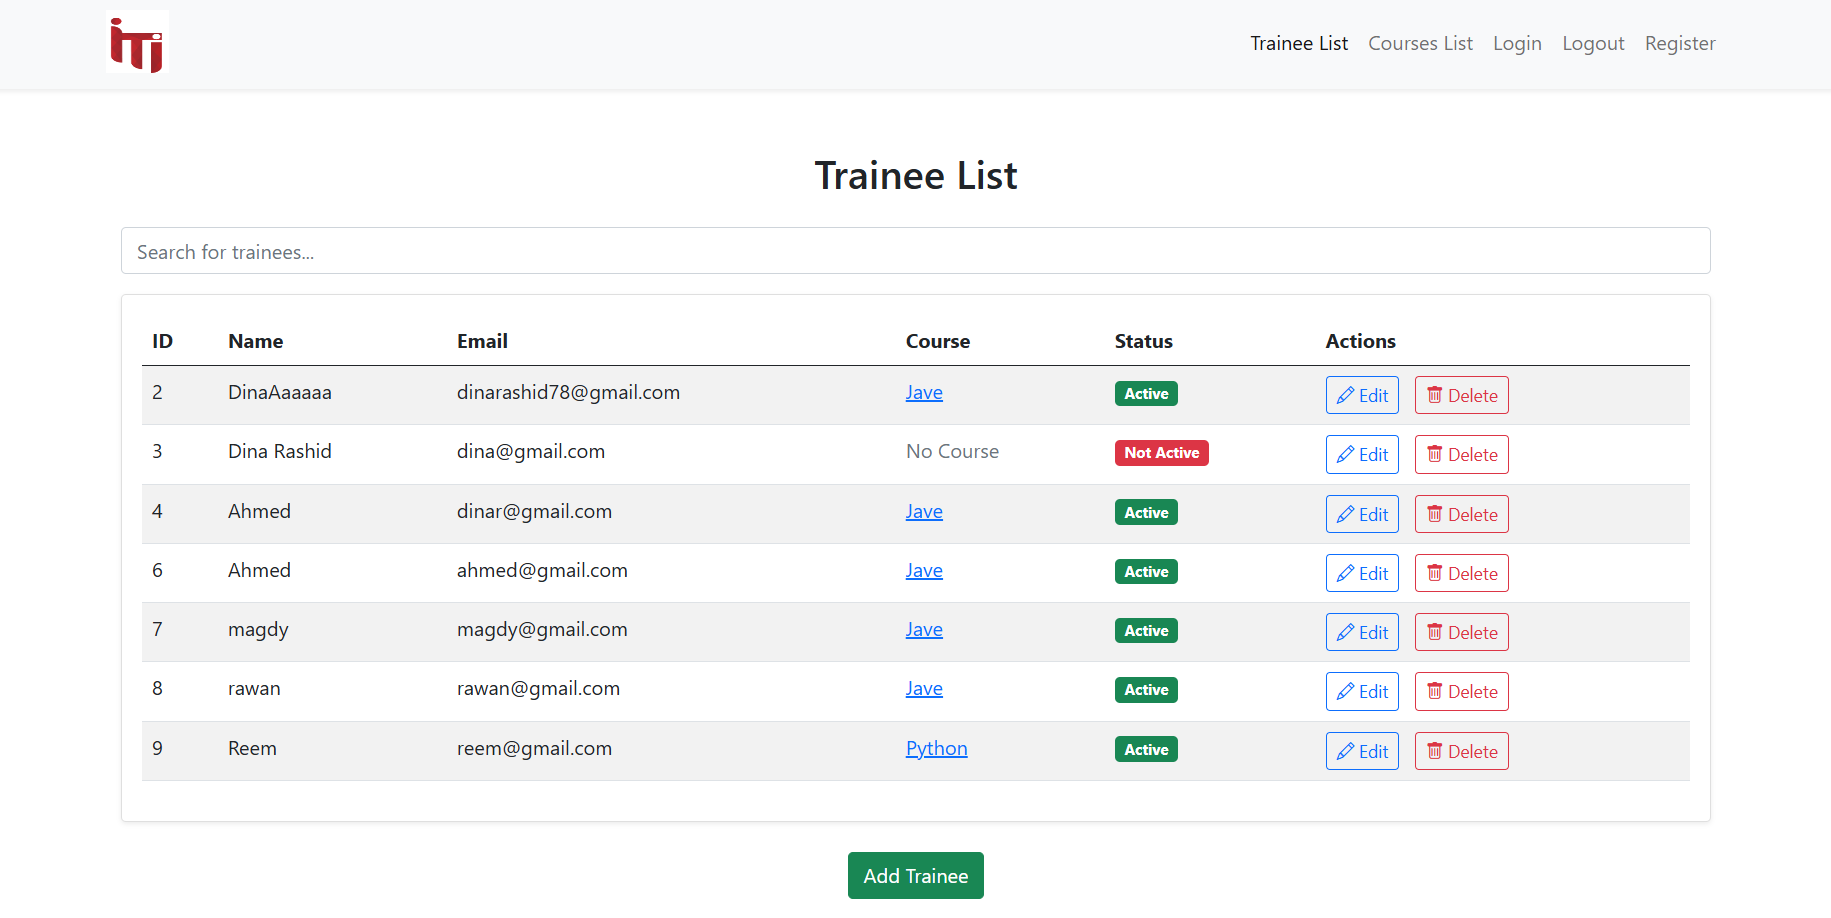 iTi
Trainee List Courses List Login Logout Register
Trainee List
Search for trainees...
ID Name Email Course Status Actions
2 DinaAaaaaa dinarashid78@gmail.com Jave Active Edit Delete
3 Dina Rashid dina@gmail.com No Course Not Active Edit Delete
4 Ahmed dinar@gmail.com Jave Active Edit Delete
6 Ahmed ahmed@gmail.com Jave Active Edit Delete
7 magdy magdy@gmail.com Jave Active Edit Delete
8 rawan rawan@gmail.com Jave Active Edit Delete
9 Reem reem@gmail.com Python Active Edit Delete
Add Trainee